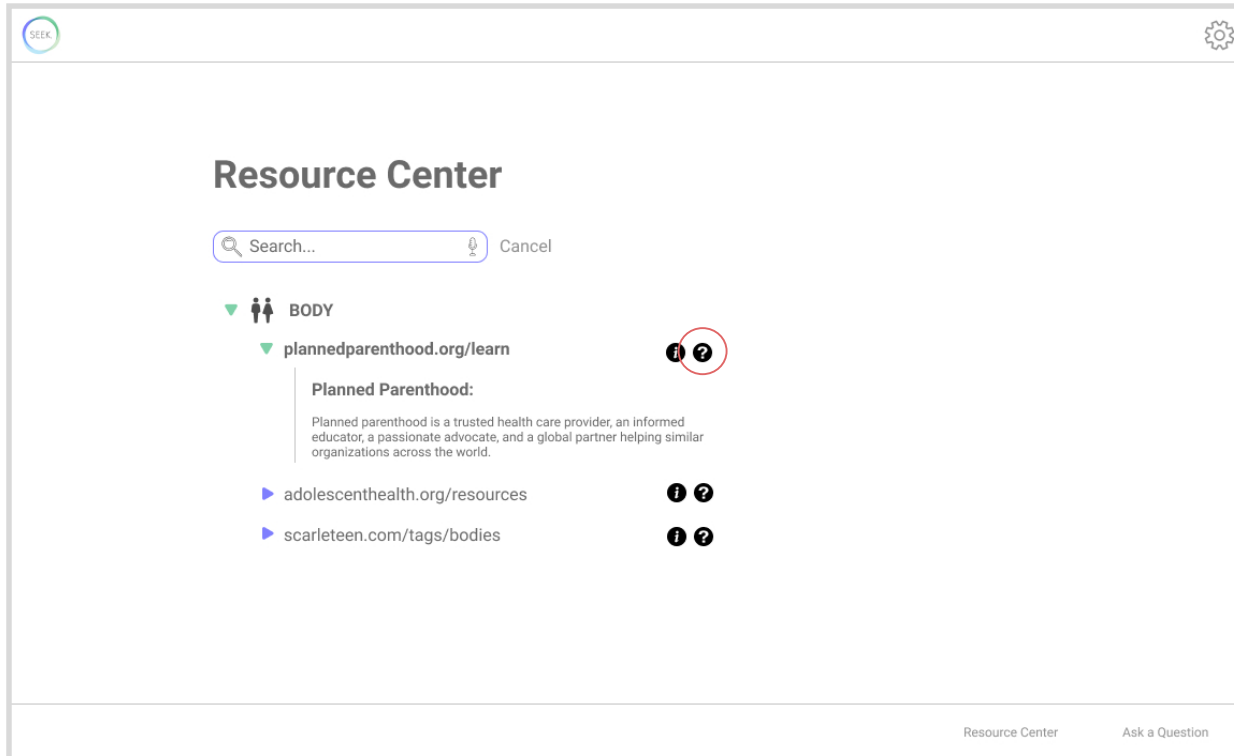 SEEK.
Resource Center
Search...
Cancel
BODY
plannedparenthood.org/learn
i ?
Planned Parenthood:
Planned parenthood is a trusted health care provider, an informed
educator, a passionate advocate, and a global partner helping similar
organizations across the world.
adolescenthealth.org/resources
i ?
scarleteen.com/tags/bodies
i ?
Resource Center
Ask a Question